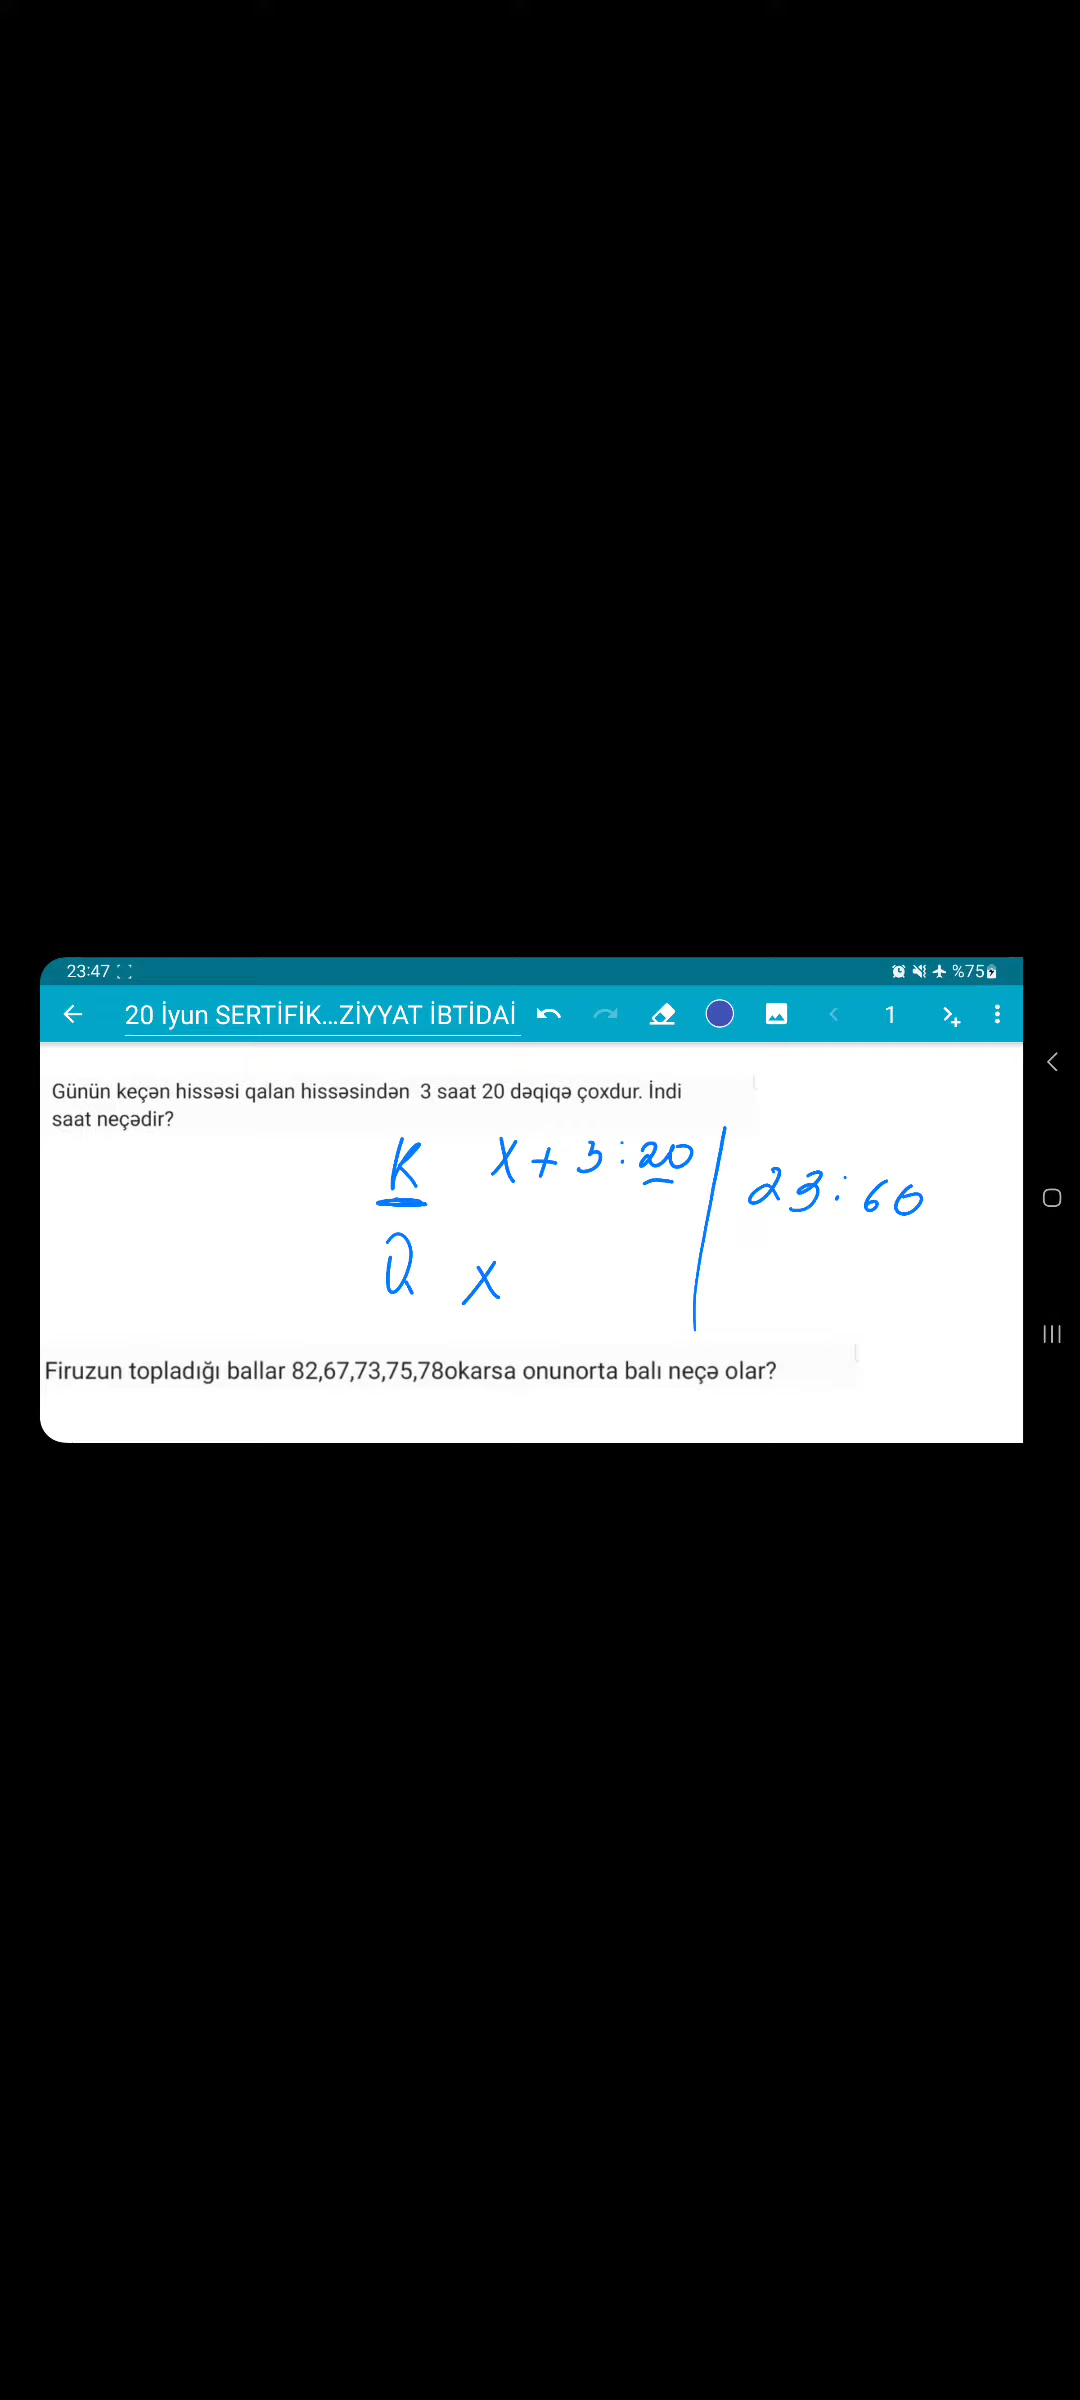 23:47
%75
20 İyun SERTİFİK...ZİYYAT İBTİDAİ
1
Günün keçən hissəsi qalan hissəsindən 3 saat 20 dəqiqə çoxdur. İndi
saat neçədir?
K X + 3 : 20
23 : 60
Q X
Firuzun topladığı ballar 82,67,73,75,78okarsa onunorta balı neçə olar?